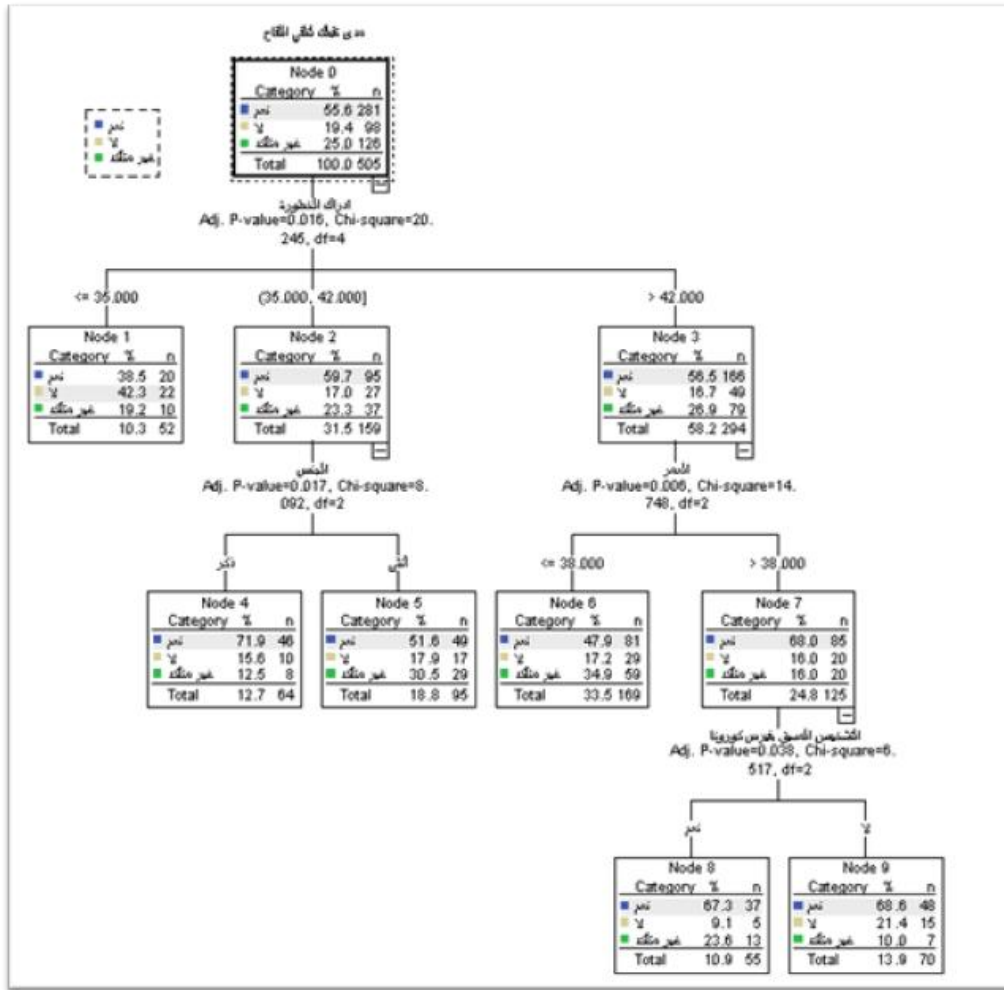 مدى تقبلك لتلقي اللقاح
Node 0
Category % n
نعم 55.6 281
لا 19.4 98
غير متأكد 25.0 126
Total 100.0 505
نعم
لا
غير متأكد
ادراك الخطورة
Adj. P-value=0.016, Chi-square=20.
245, df=4
<= 35.000
(35.000, 42.000]
> 42.000
Node 1
Category % n
نعم 38.5 20
لا 42.3 22
غير متأكد 19.2 10
Total 10.3 52
Node 2
Category % n
نعم 59.7 95
لا 17.0 27
غير متأكد 23.3 37
Total 31.5 159
Node 3
Category % n
نعم 56.5 166
لا 16.7 49
غير متأكد 26.9 79
Total 58.2 294
الجنس
Adj. P-value=0.017, Chi-square=8.
092, df=2
العمر
Adj. P-value=0.006, Chi-square=14.
748, df=2
ذكر
أنثى
<= 38.000
> 38.000
Node 4
Category % n
نعم 71.9 46
لا 15.6 10
غير متأكد 12.5 8
Total 12.7 64
Node 5
Category % n
نعم 51.6 49
لا 17.9 17
غير متأكد 30.5 29
Total 18.8 95
Node 6
Category % n
نعم 47.9 81
لا 17.2 29
غير متأكد 34.9 59
Total 33.5 169
Node 7
Category % n
نعم 68.0 85
لا 16.0 20
غير متأكد 16.0 20
Total 24.8 125
التشخيص المسبق بفيرس كورونا
Adj. P-value=0.038, Chi-square=6.
517, df=2
نعم
لا
Node 8
Category % n
نعم 67.3 37
لا 9.1 5
غير متأكد 23.6 13
Total 10.9 55
Node 9
Category % n
نعم 68.6 48
لا 21.4 15
غير متأكد 10.0 7
Total 13.9 70